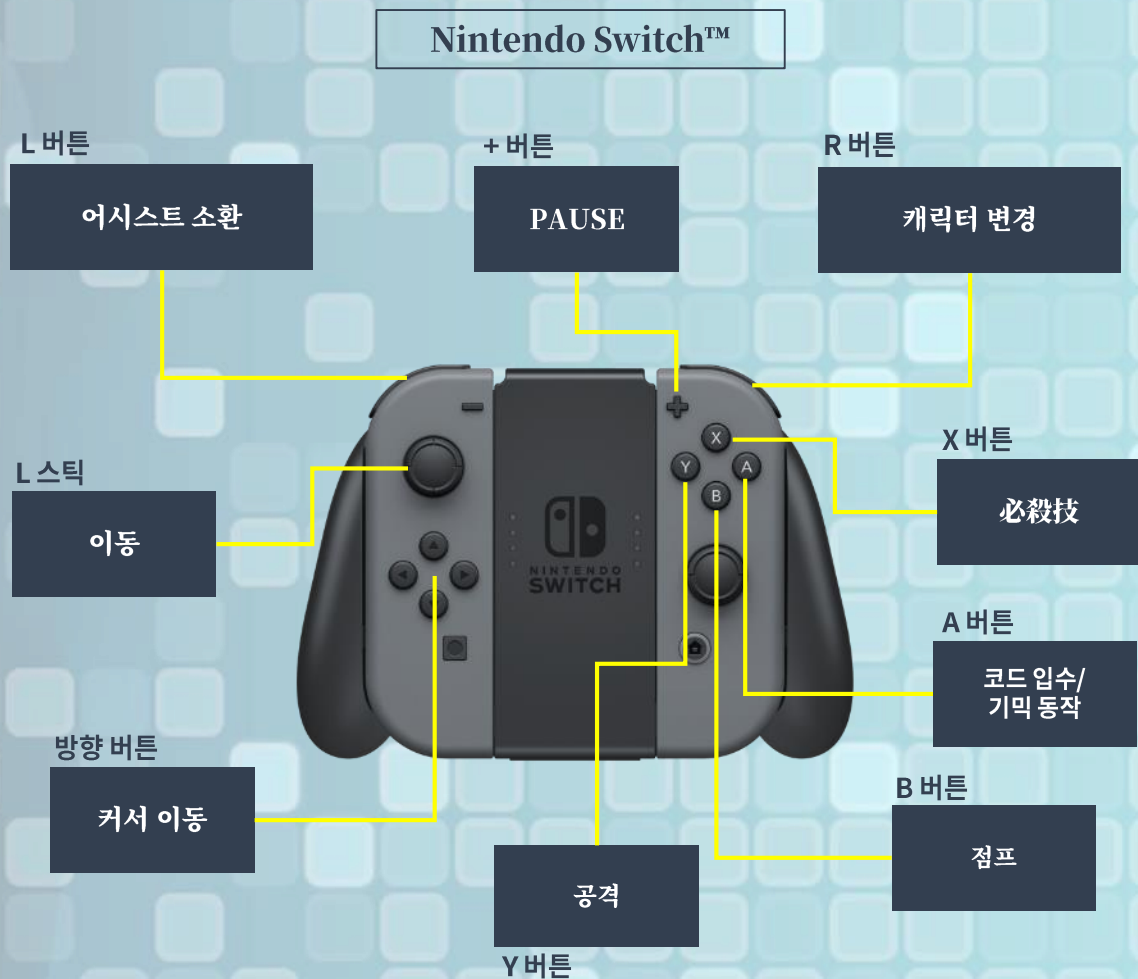 Nintendo Switch™
L 버튼
어시스트 소환
+ 버튼
PAUSE
R 버튼
캐릭터 변경
L 스틱
이동
X 버튼
必殺技
X
Y
A
B
NINTENDO
SWITCH
A 버튼
코드 입수/
기믹 동작
방향 버튼
커서 이동
B 버튼
점프
공격
Y 버튼